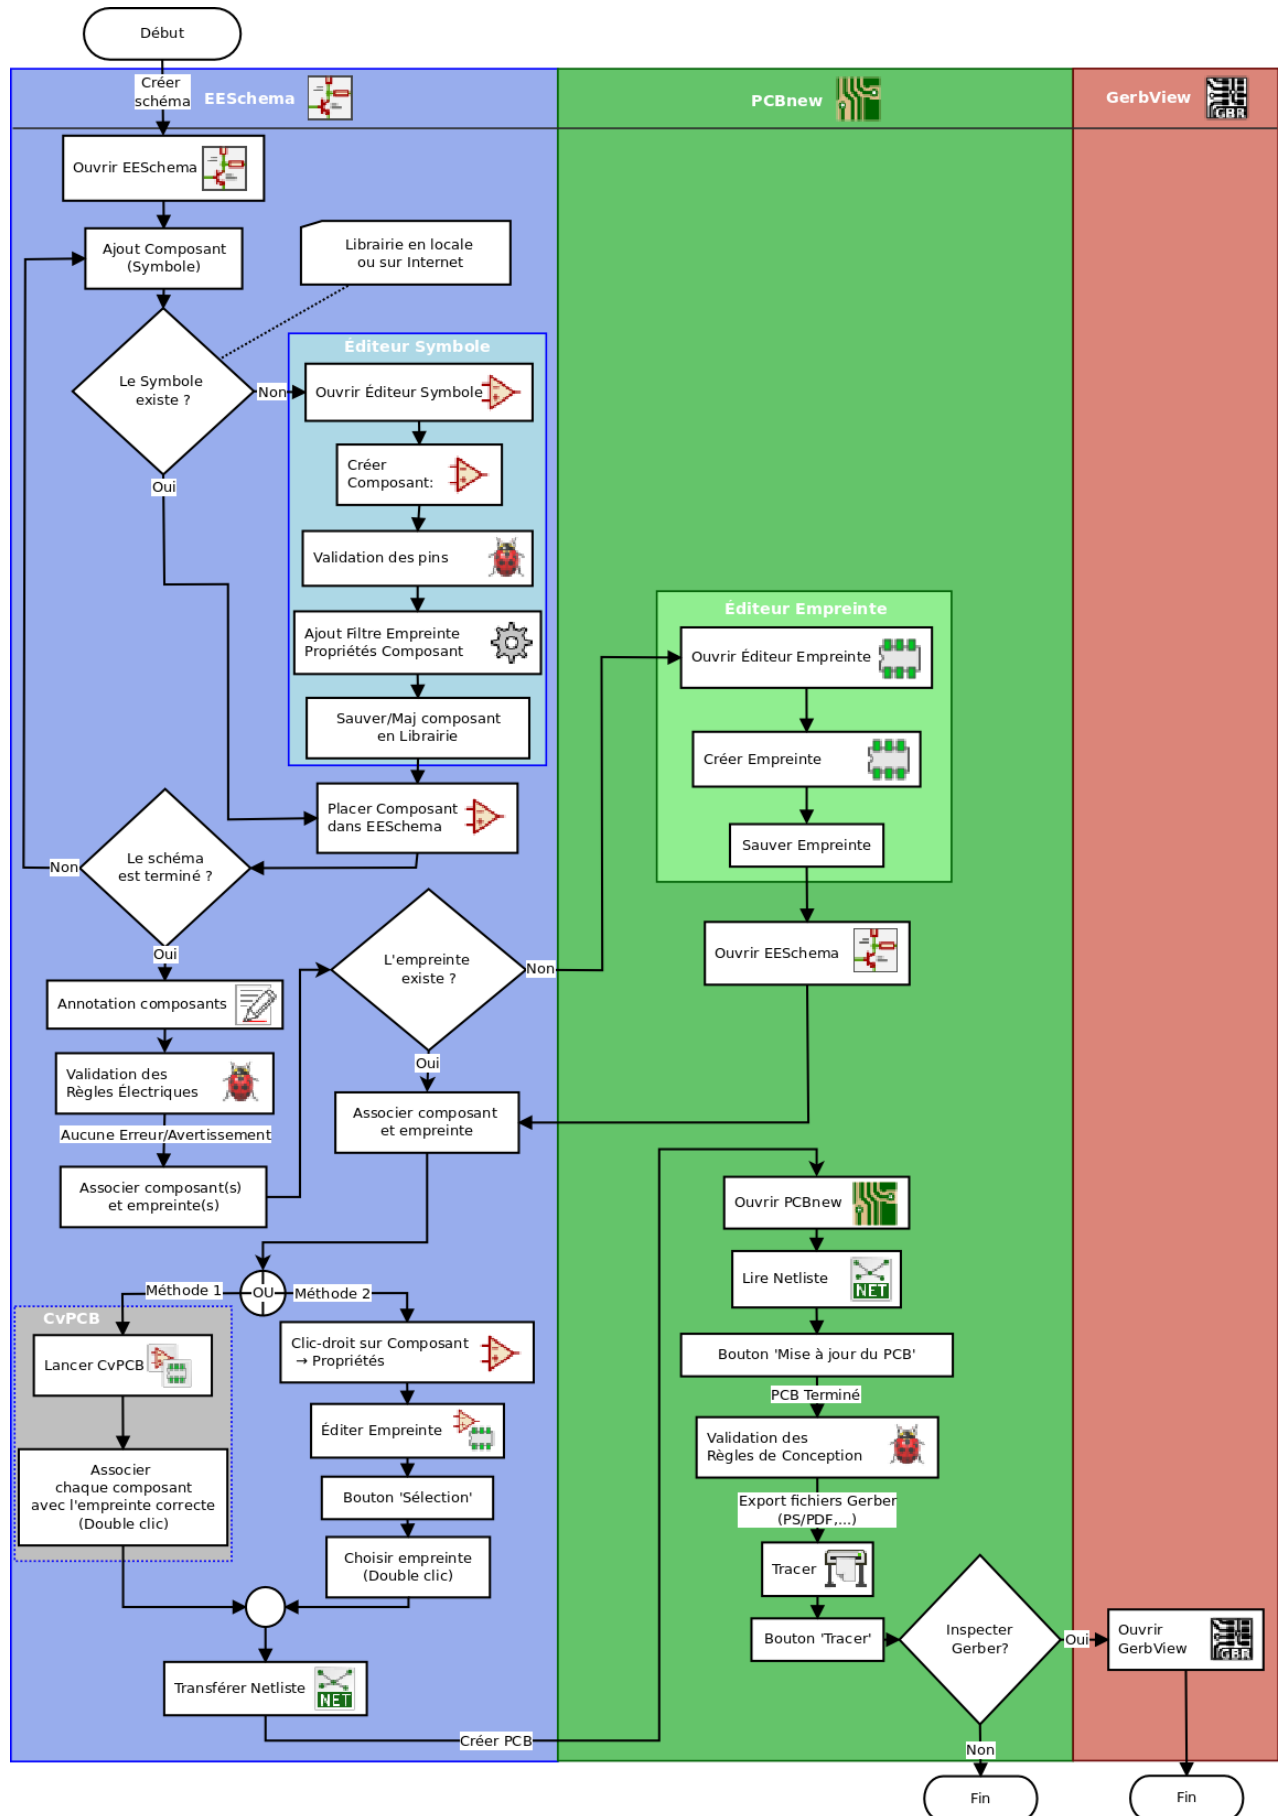 Début
Créer
schéma
EESchema
PCBnew
GerbView
GBR
Ouvrir EESchema
Ajout Composant
(Symbole)
Librairie en locale
ou sur Internet
Le Symbole
existe ?
Non
Oui
Éditeur Symbole
Ouvrir Éditeur Symbole
Créer
Composant:
Validation des pins
Ajout Filtre Empreinte
Propriétés Composant
Sauver/Maj composant
en Librairie
Placer Composant
dans EESchema
Le schéma
est terminé ?
Non
Oui
Annotation composants
Validation des
Règles Électriques
Aucune Erreur/Avertissement
Associer composant(s)
et empreinte(s)
L'empreinte
existe ?
Non
Oui
Éditeur Empreinte
Ouvrir Éditeur Empreinte
Créer Empreinte
Sauver Empreinte
Ouvrir EESchema
Associer composant
et empreinte
OU
Méthode 1
Méthode 2
CvPCB
Lancer CvPCB
Associer
chaque composant
avec l'empreinte correcte
(Double clic)
Clic-droit sur Composant
→ Propriétés
Éditer Empreinte
Bouton 'Sélection'
Choisir empreinte
(Double clic)
Transférer Netliste
NET
Créer PCB
Ouvrir PCBnew
Lire Netliste
NET
Bouton 'Mise à jour du PCB'
PCB Terminé
Validation des
Règles de Conception
Export fichiers Gerber
(PS/PDF,...)
Tracer
Bouton 'Tracer'
Inspecter
Gerber?
Oui
Non
Ouvrir
GerbView
GBR
Fin
Fin